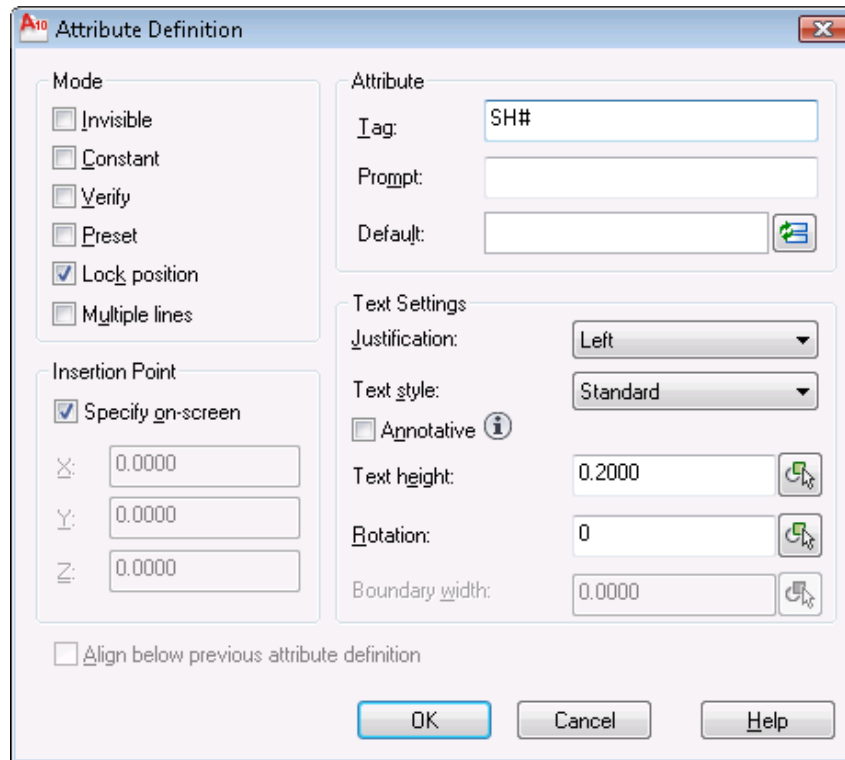 A10 Attribute Definition
Mode
Invisible
Constant
Verify
Preset
Lock position
Multiple lines
Insertion Point
Specify on-screen
X: 0.0000
Y: 0.0000
Z: 0.0000
Attribute
Tag: SH#
Prompt:
Default:
Text Settings
Justification: Left
Text style: Standard
Annotative i
Text height: 0.2000
Rotation: 0
Boundary width: 0.0000
Align below previous attribute definition
OK Cancel Help